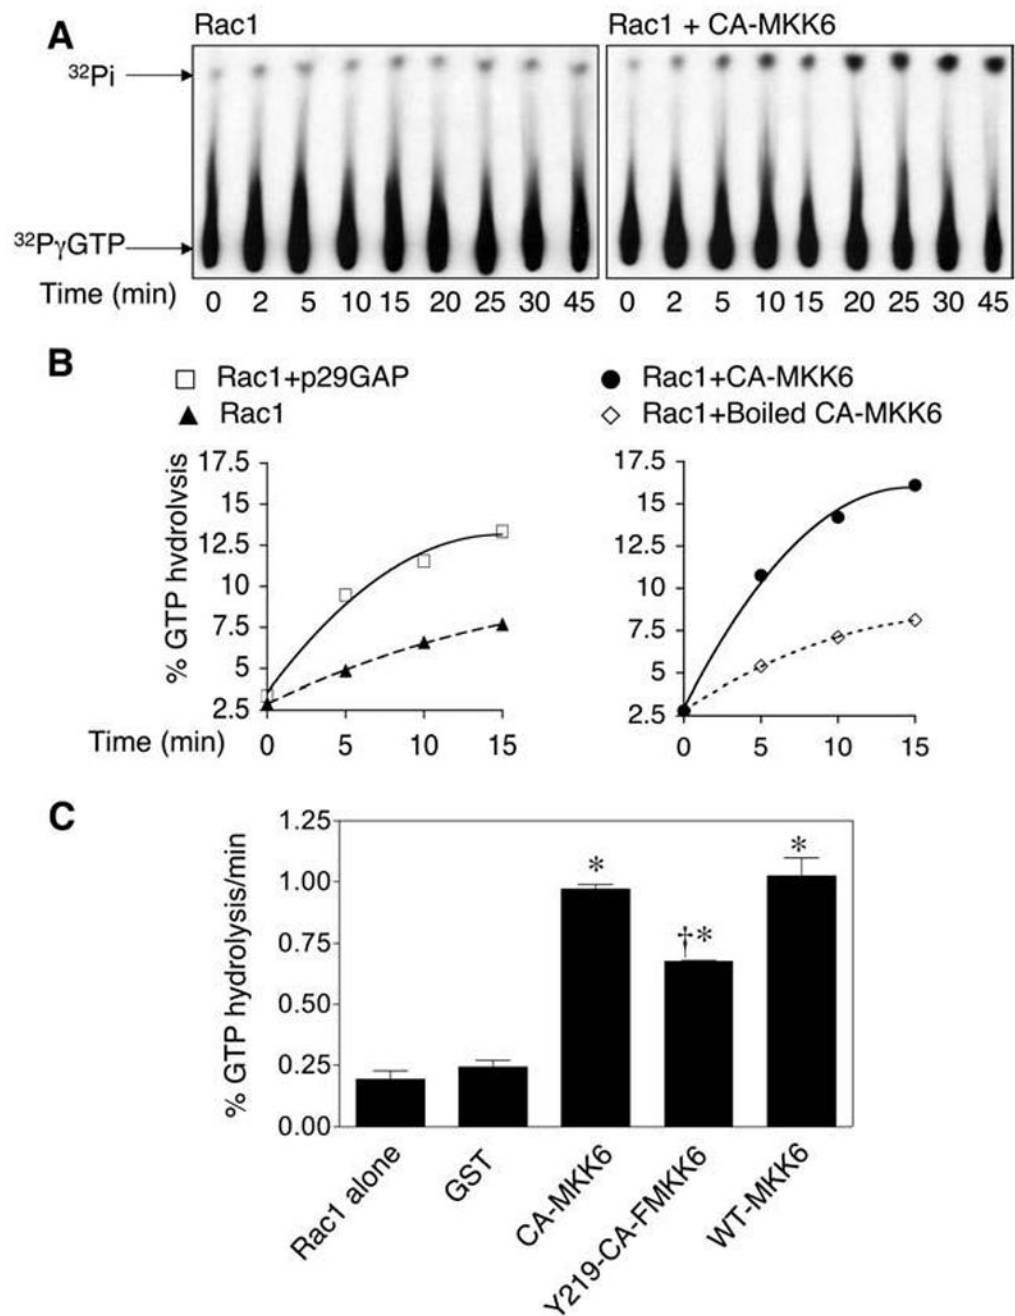 A
Rac1
Rac1 + CA-MKK6
³²Pi
³²PγGTP
Time (min)
0 2 5 10 15 20 25 30 45
0 2 5 10 15 20 25 30 45
B
Rac1+p29GAP
Rac1
Rac1+CA-MKK6
Rac1+Boiled CA-MKK6
% GTP hvdrolvsis
17.5
15
12.5
10
7.5
5
2.5
Time (min)
0 5 10 15
17.5
15
12.5
10
7.5
5
2.5
0 5 10 15
C
% GTP hydrolysis/min
1.25
1.00
0.75
0.50
0.25
0.00
*
†*
*
Rac1 alone
GST
CA-MKK6
Y219-CA-FMKK6
WT-MKK6